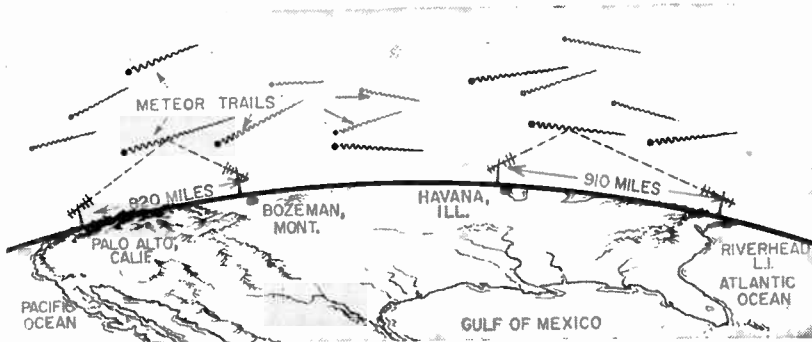 METEOR TRAILS
820 MILES
910 MILES
BOZEMAN,
MONT.
HAVANA,
ILL.
PALO ALTO,
CALIF.
RIVERHEAD
L.I.
ATLANTIC
OCEAN
PACIFIC
OCEAN
GULF OF MEXICO